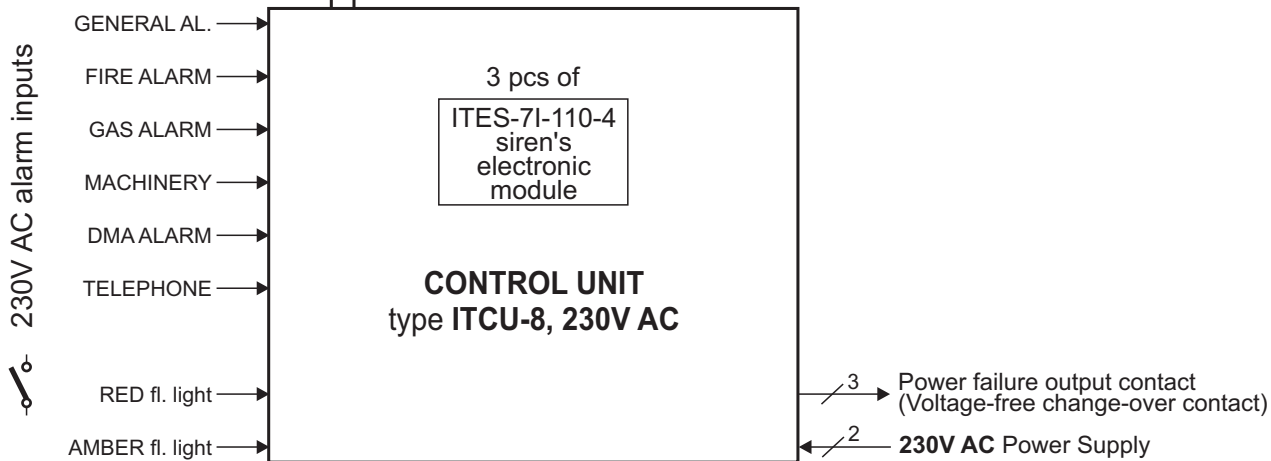 230V AC alarm inputs
GENERAL AL.
FIRE ALARM
GAS ALARM
MACHINERY
DMA ALARM
TELEPHONE
RED fl. light
AMBER fl. light
3 pcs of
ITES-7I-110-4
siren's
electronic
module
CONTROL UNIT
type ITCU-8, 230V AC
3
Power failure output contact
(Voltage-free change-over contact)
2
230V AC Power Supply